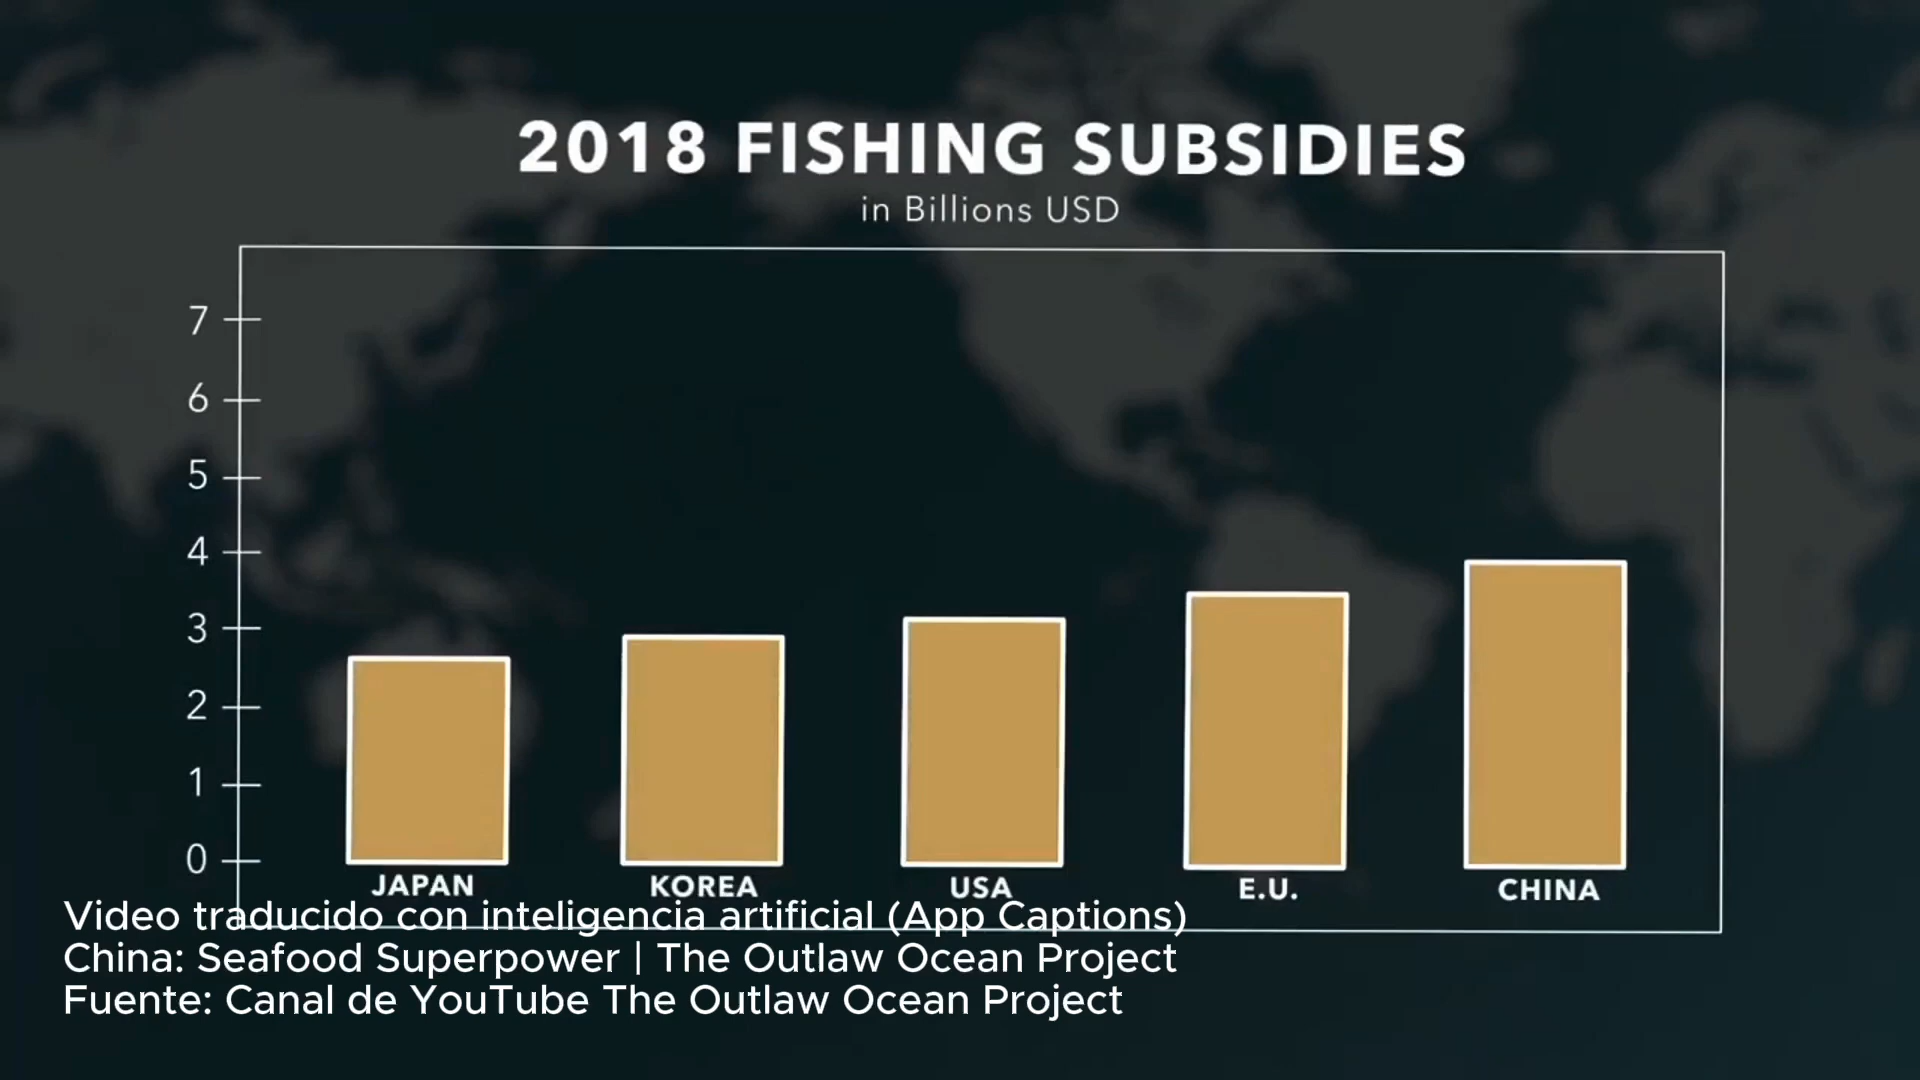 2018 FISHING SUBSIDIES
in Billions USD
7
6
5
4
3
2
1
0
JAPAN KOREA USA E.U. CHINA
Video traducido con inteligencia artificial (App Captions)
China: Seafood Superpower | The Outlaw Ocean Project
Fuente: Canal de YouTube The Outlaw Ocean Project